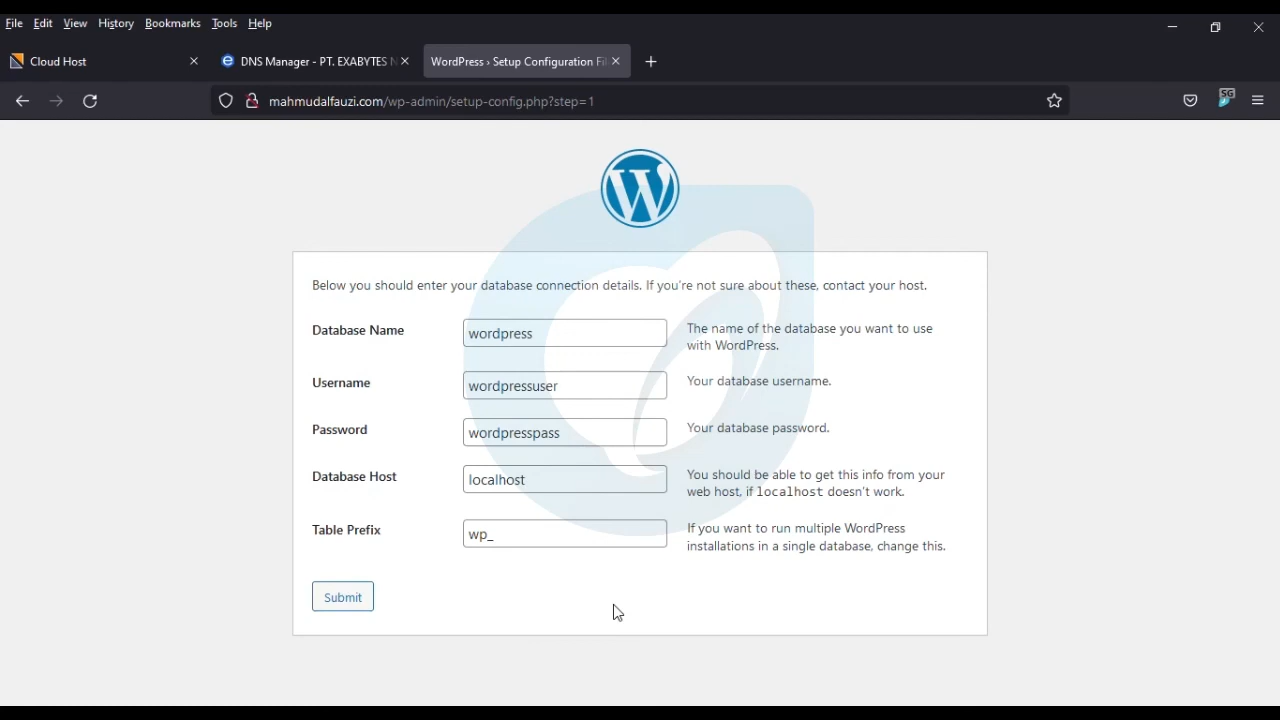 File Edit View History Bookmarks Tools Help
Cloud Host
DNS Manager - PT. EXABYTES N
WordPress › Setup Configuration Fil
mahmudalfauzi.com/wp-admin/setup-config.php?step=1
SG
W
Below you should enter your database connection details. If you're not sure about these, contact your host.
Database Name
wordpress
The name of the database you want to use
with WordPress.
Username
wordpressuser
Your database username.
Password
wordpresspass
Your database password.
Database Host
localhost
You should be able to get this info from your
web host, if localhost doesn't work.
Table Prefix
wp_
If you want to run multiple WordPress
installations in a single database, change this.
Submit